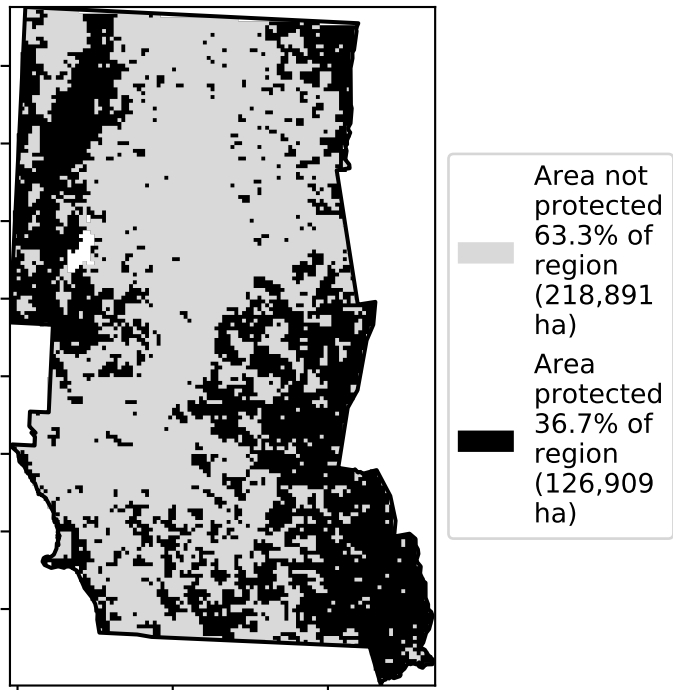 Area not
protected
63.3% of
region
(218,891
ha)
Area
protected
36.7% of
region
(126,909
ha)